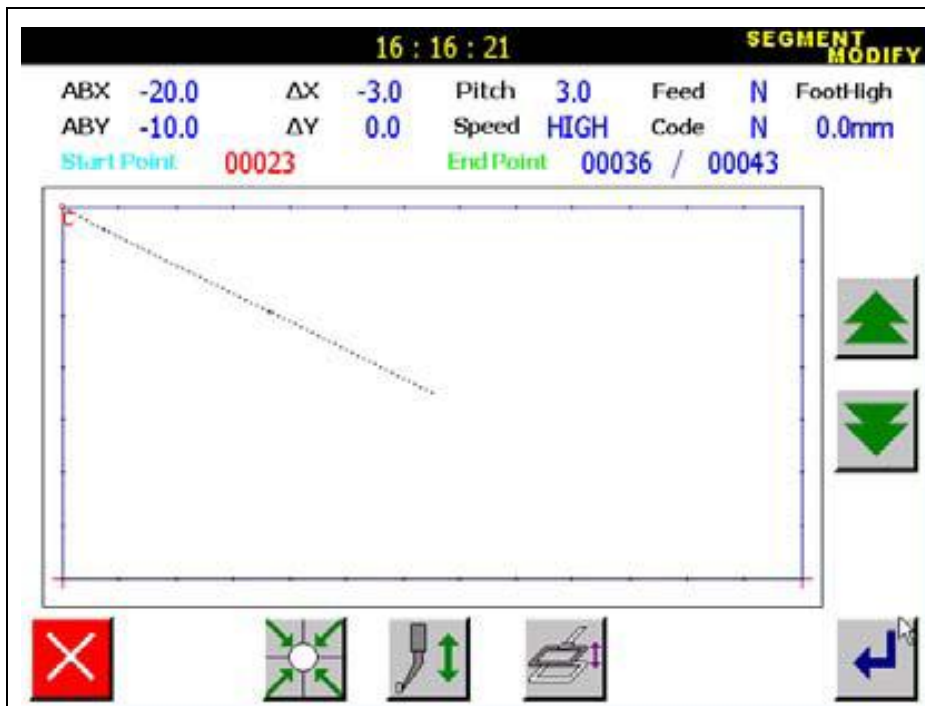 16 : 16 : 21 SEGMENT MODIFY
ABX -20.0 ΔX -3.0 Pitch 3.0 Feed N FootHigh
ABY -10.0 ΔY 0.0 Speed HIGH Code N 0.0mm
Start Point 00023 End Point 00036 / 00043